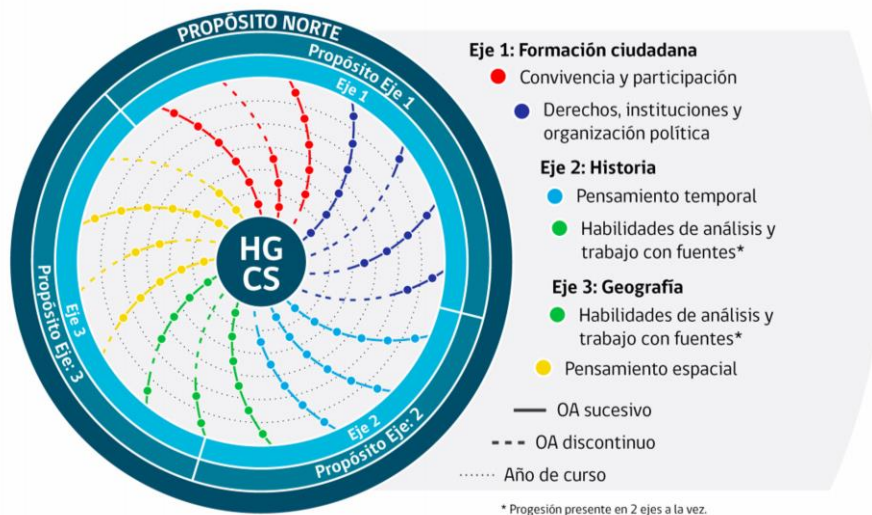 PROPÓSITO NORTE
Propósito Eje 1
Eje 1
HG
CS
Eje 3
Propósito Eje: 3
Eje 2
Propósito Eje: 2
Eje 1: Formación ciudadana
Convivencia y participación
Derechos, instituciones y
organización política
Eje 2: Historia
Pensamiento temporal
Habilidades de análisis y
trabajo con fuentes*
Eje 3: Geografía
Habilidades de análisis y
trabajo con fuentes*
Pensamiento espacial
OA sucesivo
OA discontinuo
Año de curso
* Progesión presente en 2 ejes a la vez.